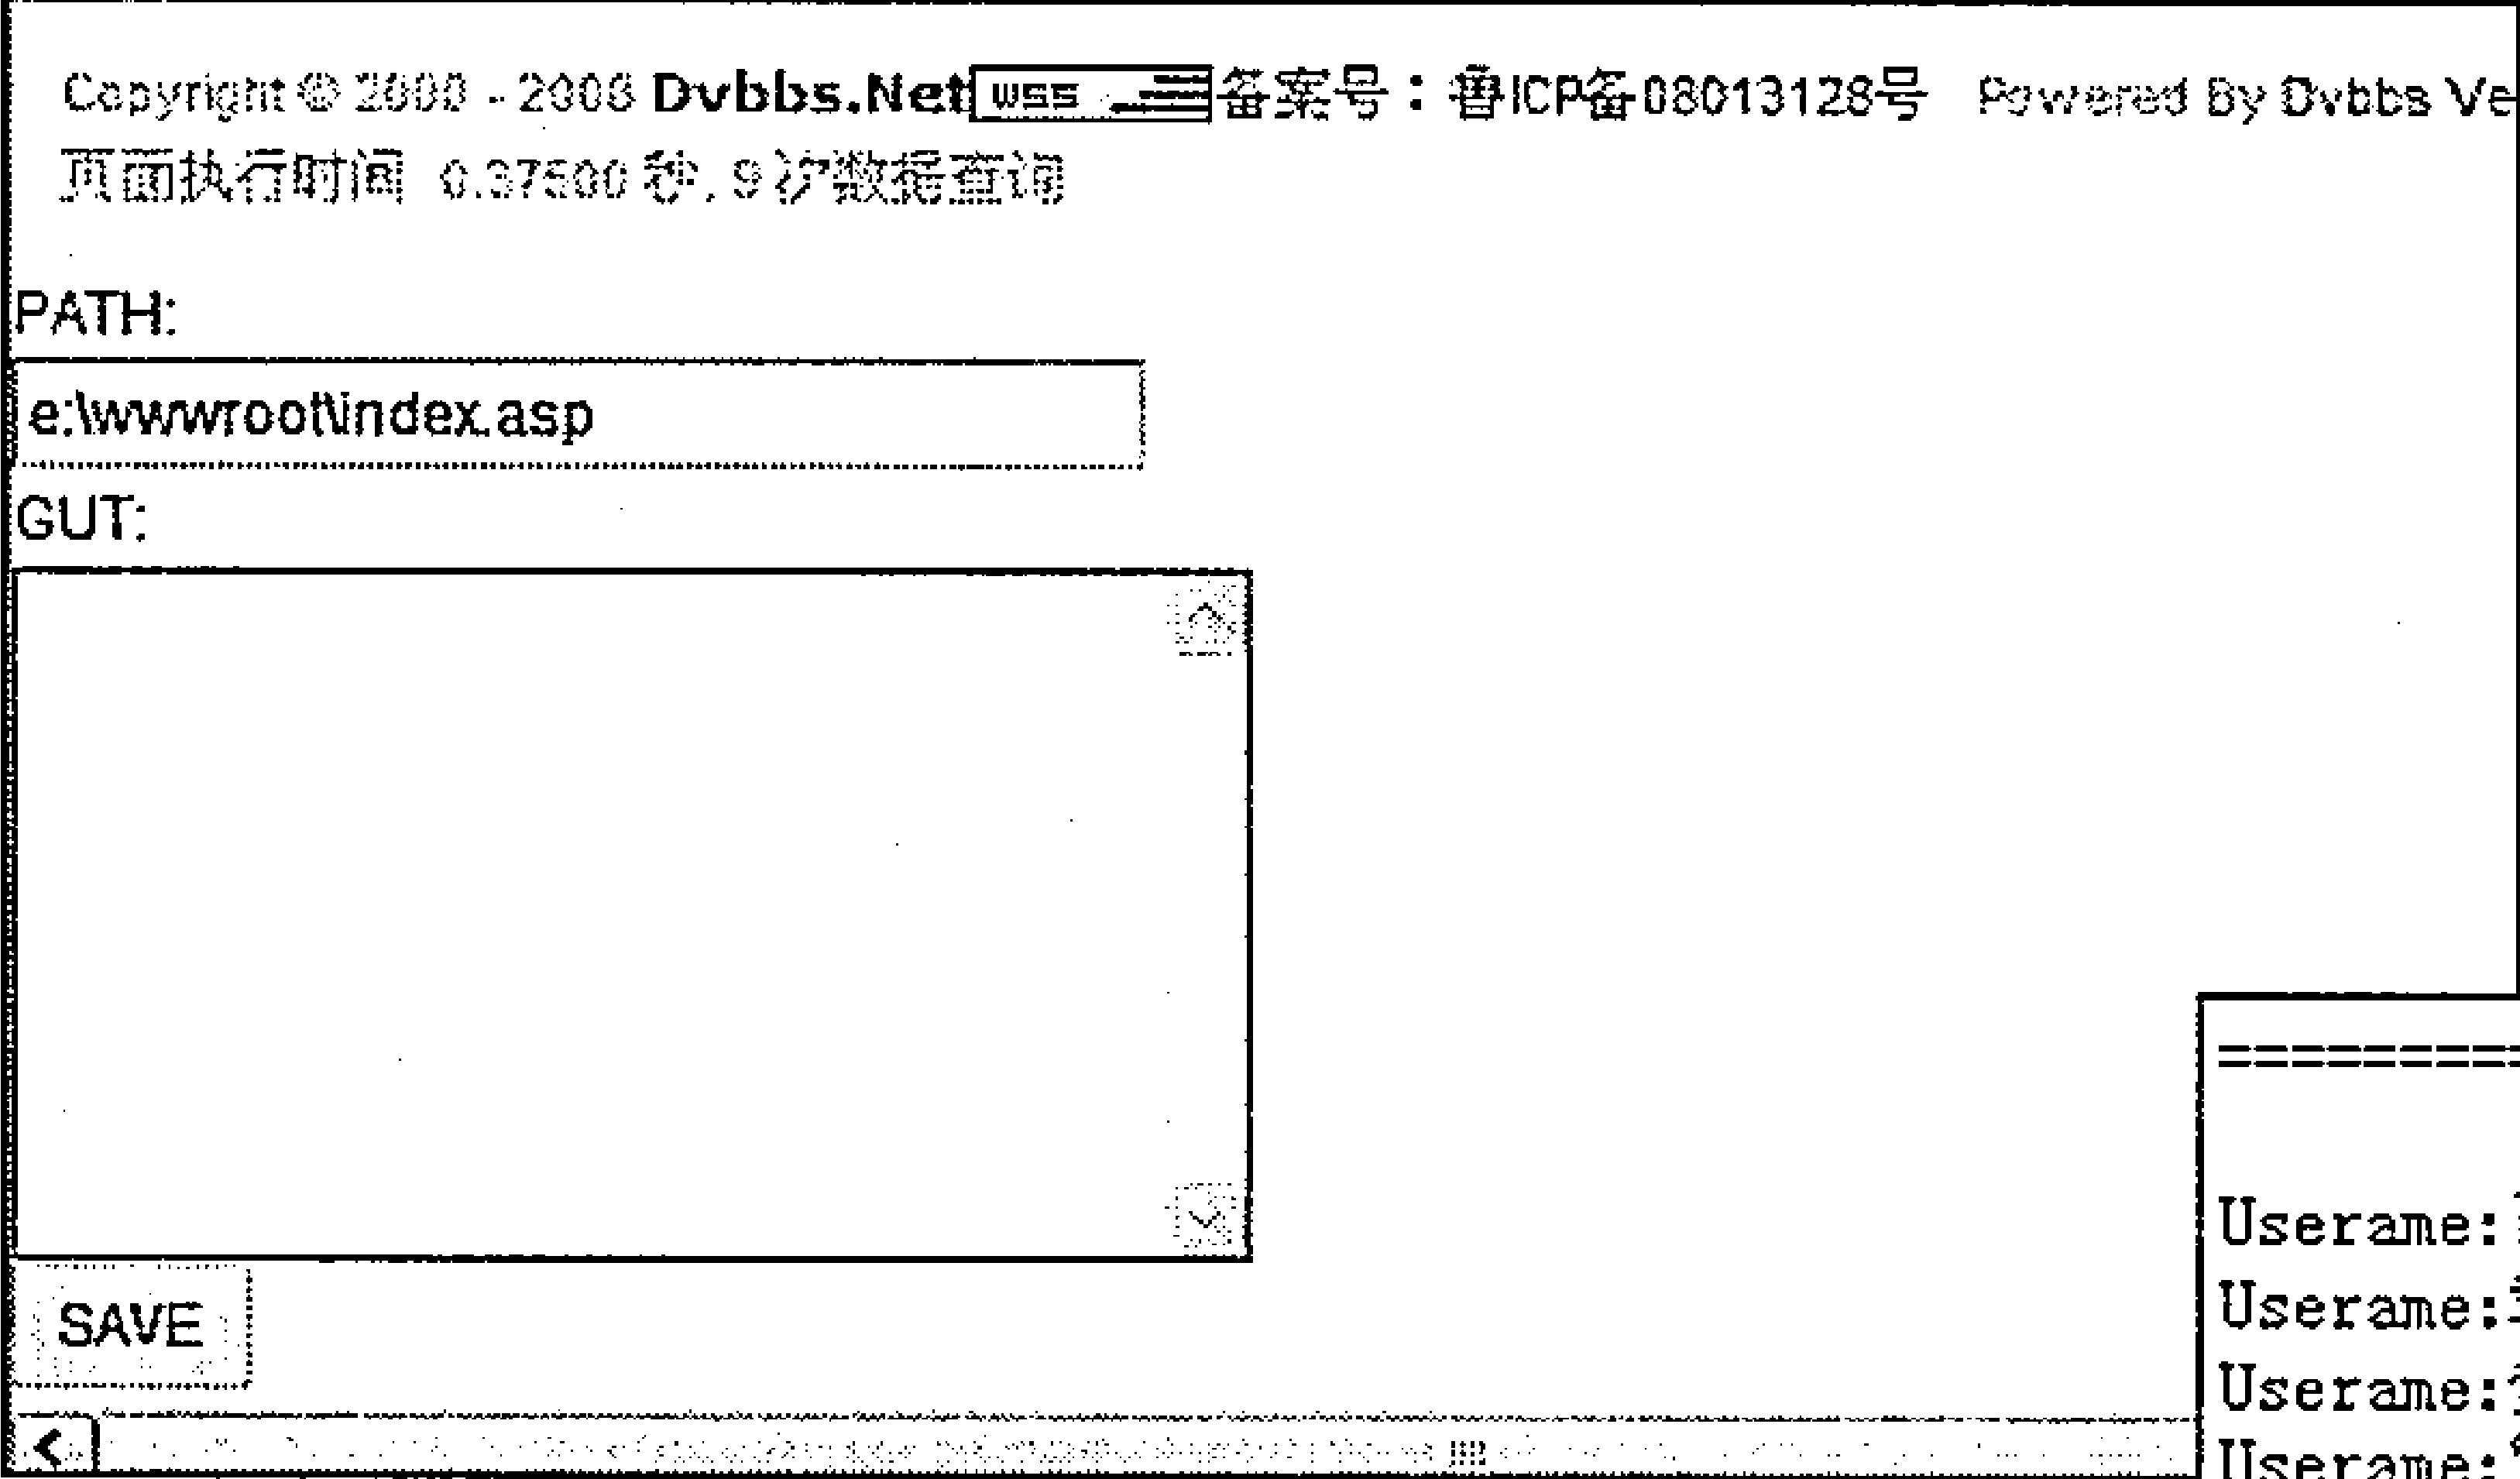 Copyright © 2000 - 2008 Dvbbs.Net wss 备案号：鲁ICP备08013128号 Powered By Dvbbs Ve
页面执行时间 0.37500 秒, 9 次数据查询
PATH:
e:\wwwroot\index.asp
GUT:
SAVE
========
Userame:
Userame:
Userame:
Userame: